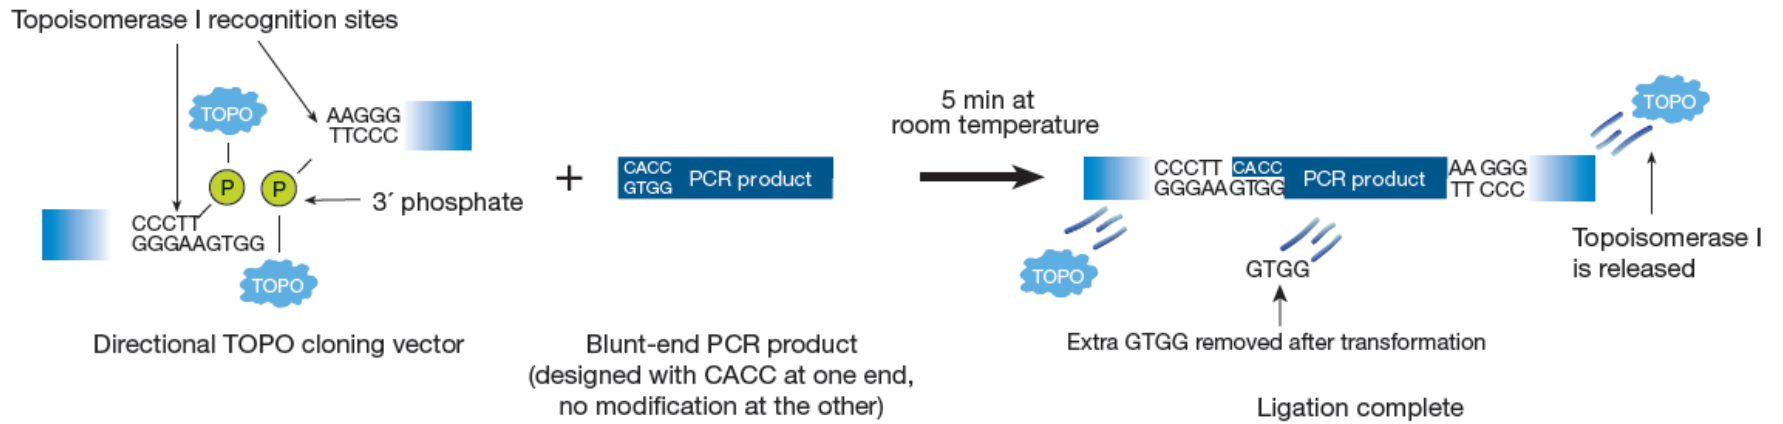 Topoisomerase I recognition sites
TOPO
AAGGG
TTCCC
P
P
3´ phosphate
CCCTT
GGGAAGTGG
TOPO
Directional TOPO cloning vector
+
CACC
GTGG
PCR product
Blunt-end PCR product
(designed with CACC at one end,
no modification at the other)
5 min at
room temperature
TOPO
CCCTT CACC PCR product AA GGG
GGGAA GTGG TT CCC
TOPO
GTGG
Topoisomerase I
is released
Extra GTGG removed after transformation
Ligation complete